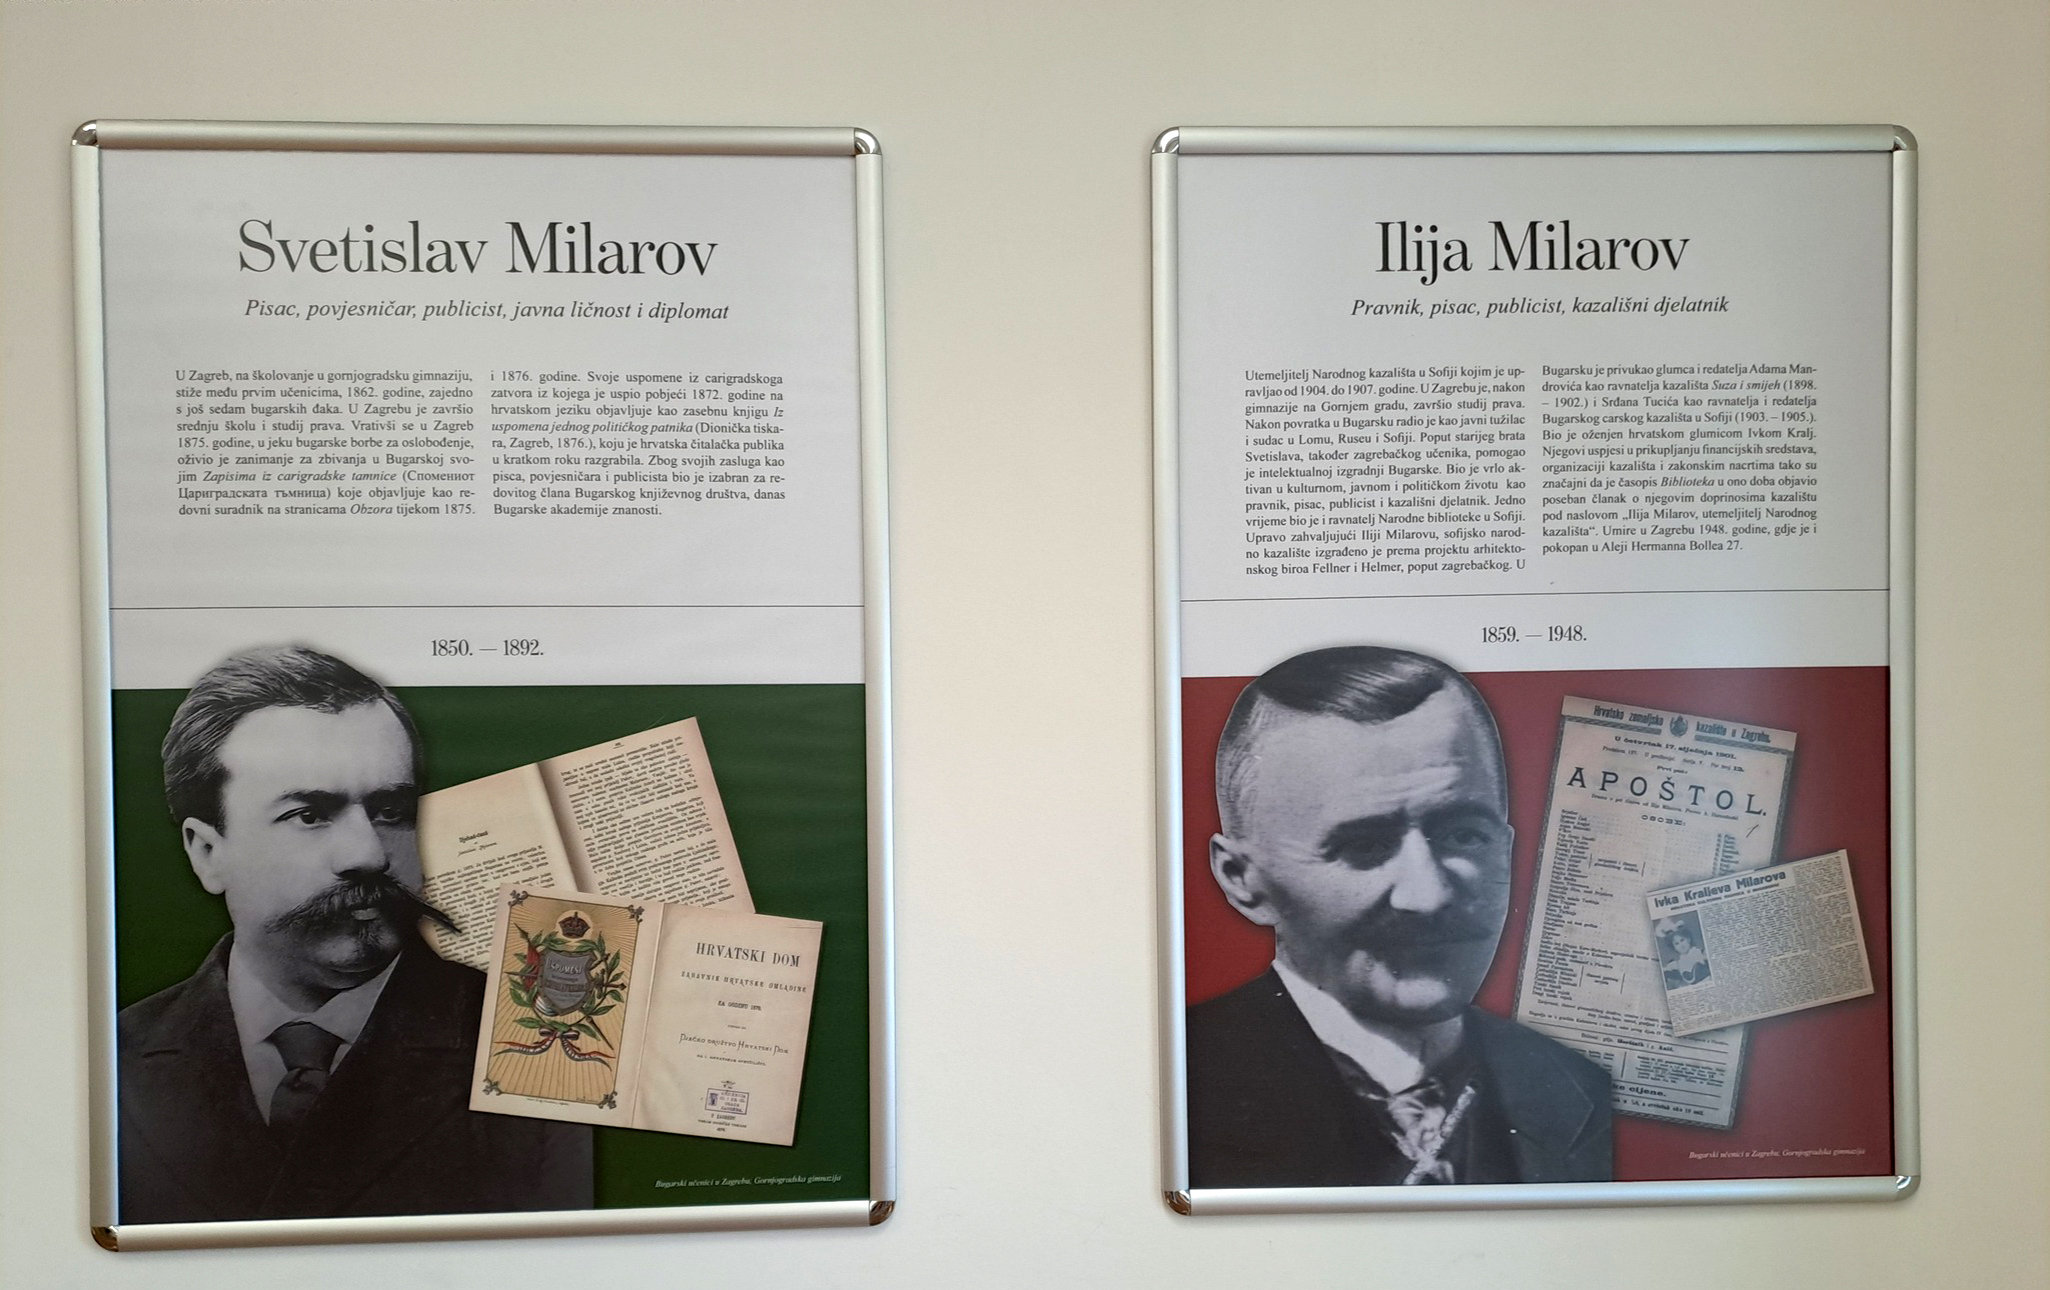 Svetislav Milarov
Pisac, povjesničar, publicist, javna ličnost i diplomat
U Zagreb, na školovanje u gornjogradsku gimnaziju,
stiže među prvim učenicima, 1862. godine, zajedno
s još sedam bugarskih đaka. U Zagrebu je završio
srednju školu i studij prava. Vrativši se u Zagreb
1875. godine, u jeku bugarske borbe za oslobođenje,
oživio je zanimanje za zbivanja u Bugarskoj svo-
jim Zapisima iz carigradske tamnice (Спомениот
Цариградската тъмница) koje objavljuje kao re-
dovni suradnik na stranicama Obzora tijekom 1875.
i 1876. godine. Svoje uspomene iz carigradskoga
zatvora iz kojega je uspio pobjeći 1872. godine na
hrvatskom jeziku objavljuje kao zasebnu knjigu Iz
uspomena jednog političkog patnika (Dionička tiska-
ra, Zagreb, 1876.), koju je hrvatska čitalačka publika
u kratkom roku razgrabila. Zbog svojih zasluga kao
pisca, povjesničara i publicista bio je izabran za re-
dovitog člana Bugarskog književnog društva, danas
Bugarske akademije znanosti.
1850. — 1892.
HRVATSKI DOM
ZABAVNIK HRVATSKE OMLADINE
ZA GODINU
Bugarski učenici u Zagrebu, Gornjogradska gimnazija
Ilija Milarov
Pravnik, pisac, publicist, kazališni djelatnik
Utemeljitelj Narodnog kazališta u Sofiji kojim je up-
ravljao od 1904. do 1907. godine. U Zagrebu je, nakon
gimnazije na Gornjem gradu, završio studij prava.
Nakon povratka u Bugarsku radio je kao javni tužilac
i sudac u Lomu, Ruseu i Sofiji. Poput starijeg brata
Svetislava, također zagrebačkog učenika, pomogao
je intelektualnoj izgradnji Bugarske. Bio je vrlo ak-
tivan u kulturnom, javnom i političkom životu kao
pravnik, pisac, publicist i kazališni djelatnik. Jedno
vrijeme bio je i ravnatelj Narodne biblioteke u Sofiji.
Upravo zahvaljujući Iliji Milarovu, sofijsko narod-
no kazalište izgrađeno je prema projektu arhitekto-
nskog biroa Fellner i Helmer, poput zagrebačkog. U
Bugarsku je privukao glumca i redatelja Adama Man-
drovića kao ravnatelja kazališta Suza i smijeh (1898.
– 1902.) i Srđana Tucića kao ravnatelja i redatelja
Bugarskog carskog kazališta u Sofiji (1903. – 1905.).
Bio je oženjen hrvatskom glumicom Ivkom Kralj.
Njegovi uspjesi u prikupljanju financijskih sredstava,
organizaciji kazališta i zakonskim nacrtima tako su
značajni da je časopis Biblioteka u ono doba objavio
poseban članak o njegovim doprinosima kazalištu
pod naslovom „Ilija Milarov, utemeljitelj Narodnog
kazališta“. Umire u Zagrebu 1948. godine, gdje je i
pokopan u Aleji Hermanna Bollea 27.
1859. — 1948.
Hrvatsko zemaljsko kazalište u Zagrebu.
U četvrtak 17. siječnja 1901.
Prvi put:
APOŠTOL.
OSOBE:
Ivka Kraljeva Milarova
Bugarski učenici u Zagrebu, Gornjogradska gimnazija